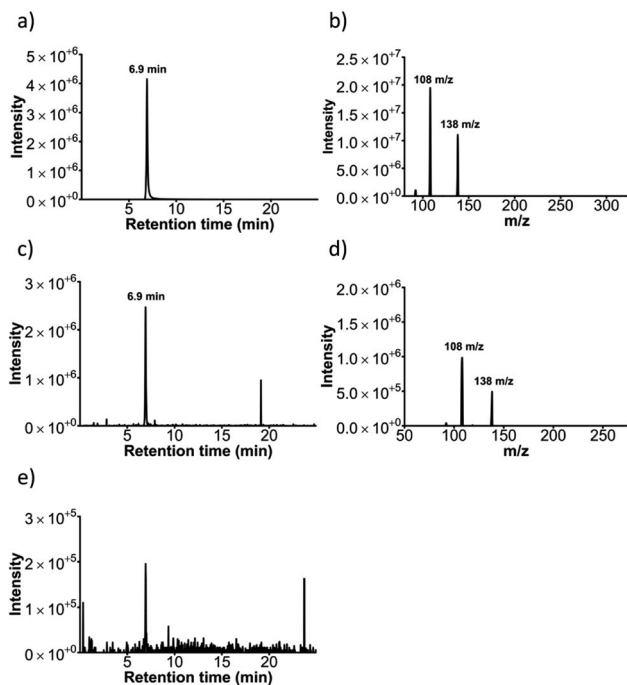 a)
Intensity
5 × 10⁺⁶
4 × 10⁺⁶
3 × 10⁺⁶
2 × 10⁺⁶
1 × 10⁺⁶
0 × 10⁺⁰
6.9 min
5 10 15 20
Retention time (min)
b)
Intensity
2.5 × 10⁺⁷
2.0 × 10⁺⁷
1.5 × 10⁺⁷
1.0 × 10⁺⁷
5.0 × 10⁺⁶
0.0 × 10⁺⁰
108 m/z
138 m/z
100 150 200 250 300
m/z
c)
Intensity
3 × 10⁺⁶
2 × 10⁺⁶
1 × 10⁺⁶
0 × 10⁺⁰
6.9 min
5 10 15 20
Retention time (min)
d)
Intensity
2.0 × 10⁺⁶
1.5 × 10⁺⁶
1.0 × 10⁺⁶
5.0 × 10⁺⁵
0.0 × 10⁺⁰
108 m/z
138 m/z
50 100 150 200 250
m/z
e)
Intensity
3 × 10⁺⁵
2 × 10⁺⁵
1 × 10⁺⁵
0 × 10⁺⁰
5 10 15 20
Retention time (min)